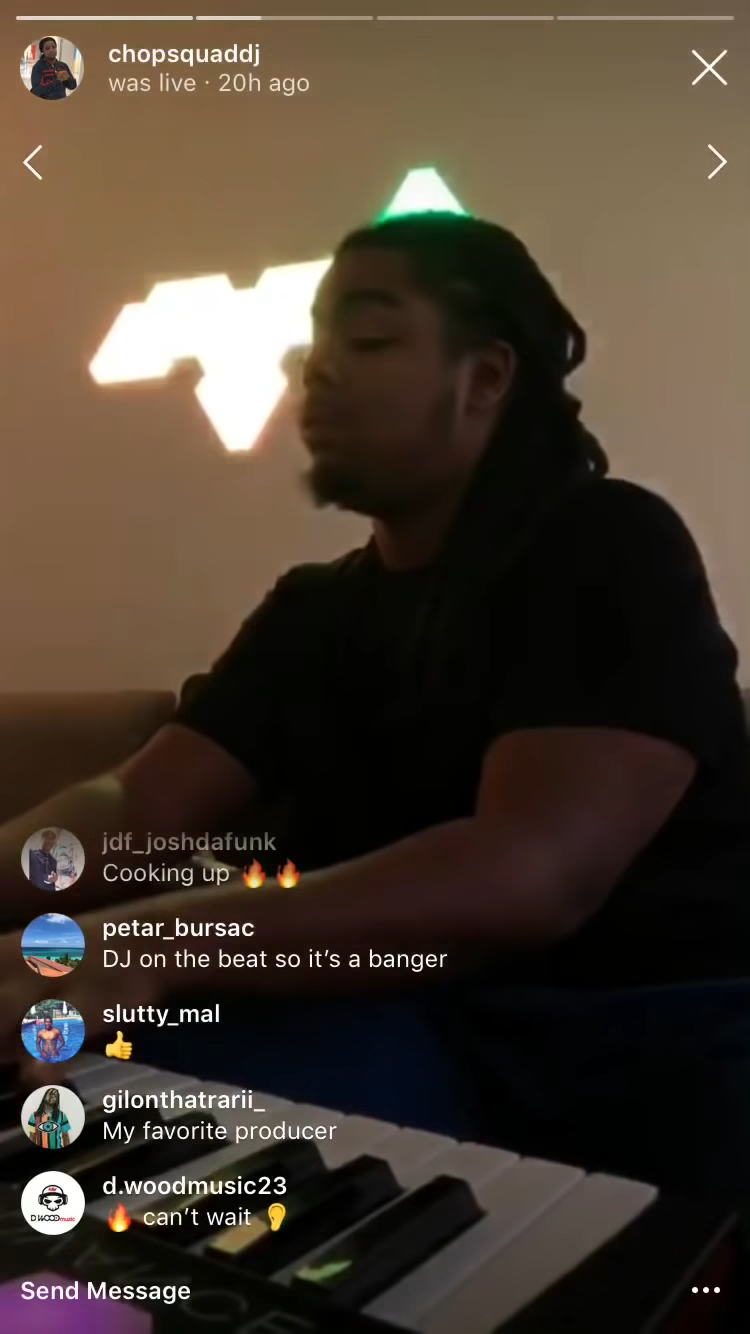 chopsquaddj
was live · 20h ago
jdf_joshdafunk
Cooking up 🔥🔥
petar_bursac
DJ on the beat so it’s a banger
slutty_mal
👍
gilonthatrarii_
My favorite producer
d.woodmusic23
🔥 can’t wait 👂
D WOODmusic
Send Message